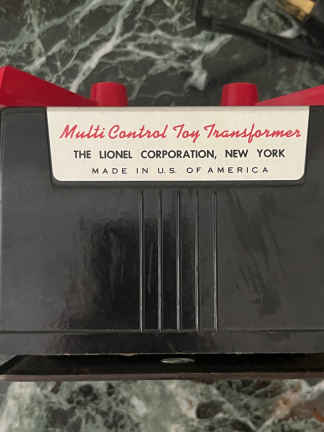 Multi Control Toy Transformer
THE LIONEL CORPORATION, NEW YORK
MADE IN U.S. OF AMERICA